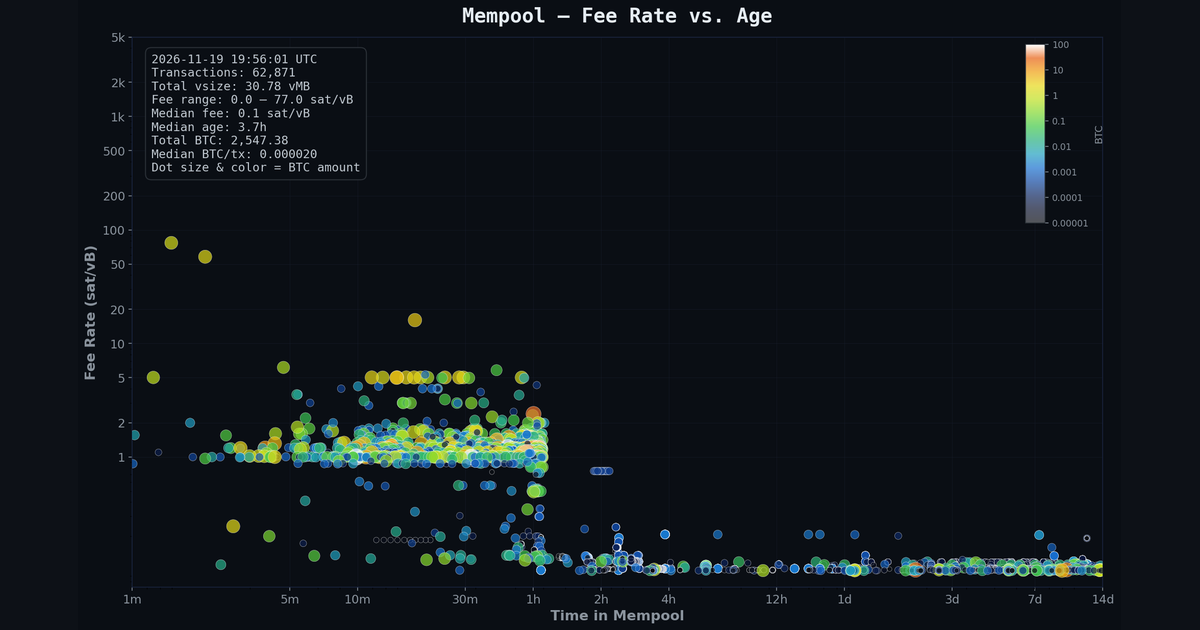 Mempool — Fee Rate vs. Age
2026-11-19 19:56:01 UTC
Transactions: 62,871
Total vsize: 30.78 vMB
Fee range: 0.0 — 77.0 sat/vB
Median fee: 0.1 sat/vB
Median age: 3.7h
Total BTC: 2,547.38
Median BTC/tx: 0.000020
Dot size & color = BTC amount
100
10
1
0.1
0.01
0.001
0.0001
0.00001
BTC
Fee Rate (sat/vB)
5k
2k
1k
500
200
100
50
20
10
5
2
1
1m
5m
10m
30m
1h
2h
4h
12h
1d
3d
7d
14d
Time in Mempool